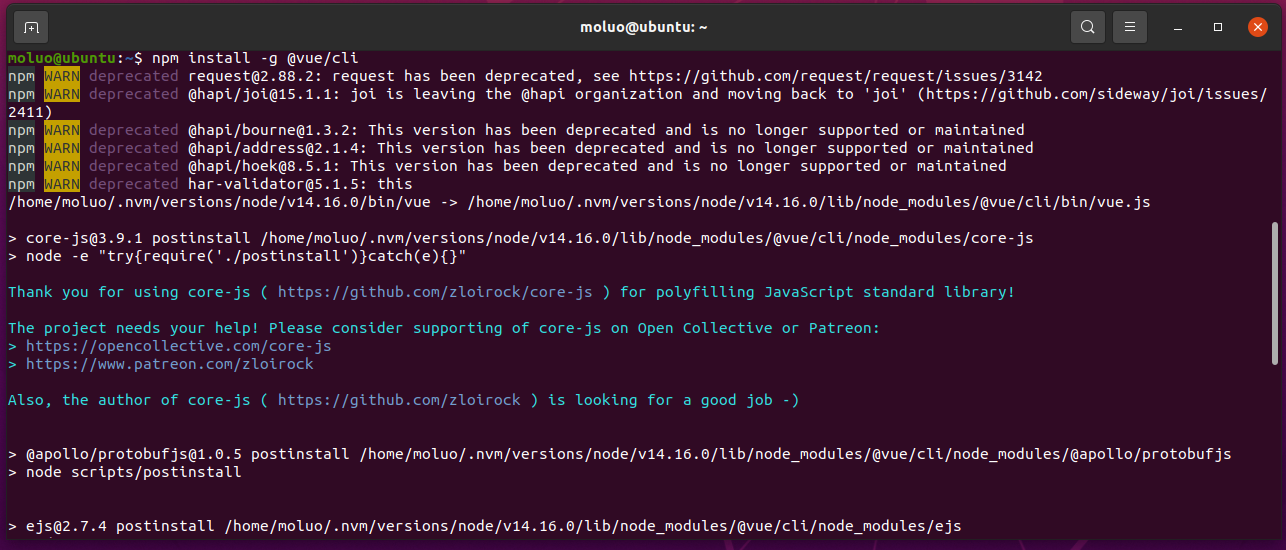 moluo@ubuntu: ~
moluo@ubuntu:~$ npm install -g @vue/cli
npm WARN deprecated request@2.88.2: request has been deprecated, see https://github.com/request/request/issues/3142
npm WARN deprecated @hapi/joi@15.1.1: joi is leaving the @hapi organization and moving back to 'joi' (https://github.com/sideway/joi/issues/
2411)
npm WARN deprecated @hapi/bourne@1.3.2: This version has been deprecated and is no longer supported or maintained
npm WARN deprecated @hapi/address@2.1.4: This version has been deprecated and is no longer supported or maintained
npm WARN deprecated @hapi/hoek@8.5.1: This version has been deprecated and is no longer supported or maintained
npm WARN deprecated har-validator@5.1.5: this
/home/moluo/.nvm/versions/node/v14.16.0/bin/vue -> /home/moluo/.nvm/versions/node/v14.16.0/lib/node_modules/@vue/cli/bin/vue.js
> core-js@3.9.1 postinstall /home/moluo/.nvm/versions/node/v14.16.0/lib/node_modules/@vue/cli/node_modules/core-js
> node -e "try{require('./postinstall')}catch(e){}"
Thank you for using core-js ( https://github.com/zloirock/core-js ) for polyfilling JavaScript standard library!
The project needs your help! Please consider supporting of core-js on Open Collective or Patreon:
> https://opencollective.com/core-js
> https://www.patreon.com/zloirock
Also, the author of core-js ( https://github.com/zloirock ) is looking for a good job -)
> @apollo/protobufjs@1.0.5 postinstall /home/moluo/.nvm/versions/node/v14.16.0/lib/node_modules/@vue/cli/node_modules/@apollo/protobufjs
> node scripts/postinstall
> ejs@2.7.4 postinstall /home/moluo/.nvm/versions/node/v14.16.0/lib/node_modules/@vue/cli/node_modules/ejs